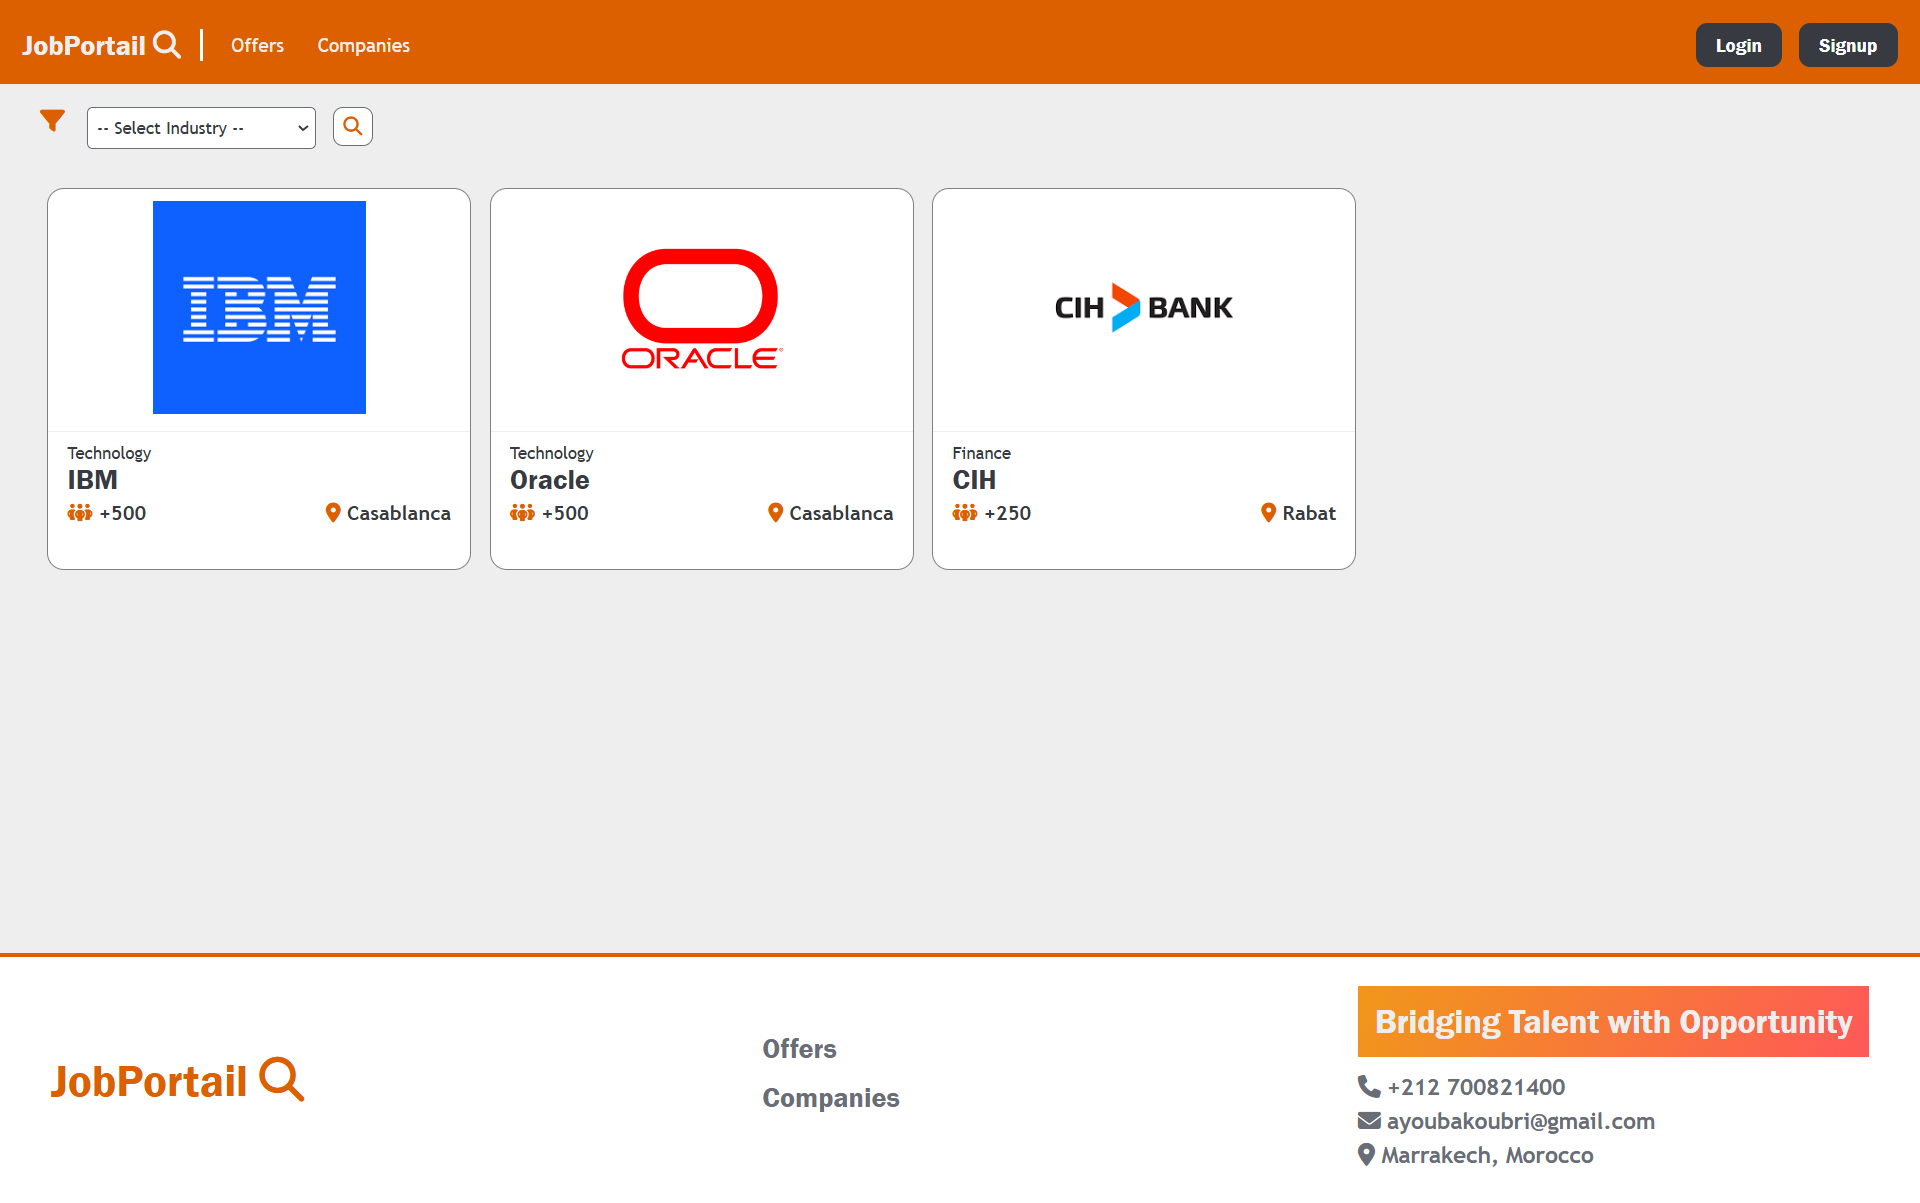 JobPortail
Offers
Companies
Login
Signup
-- Select Industry --
IBM
Technology
IBM
+500
Casablanca
ORACLE
Technology
Oracle
+500
Casablanca
CIH BANK
Finance
CIH
+250
Rabat
JobPortail
Offers
Companies
Bridging Talent with Opportunity
+212 700821400
ayoubakoubri@gmail.com
Marrakech, Morocco